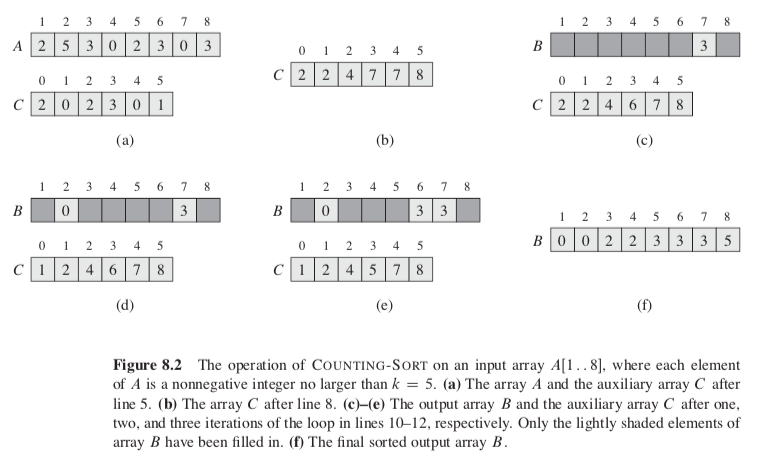 1 2 3 4 5 6 7 8
A 2 5 3 0 2 3 0 3
0 1 2 3 4 5
C 2 0 2 3 0 1
(a)
0 1 2 3 4 5
C 2 2 4 7 7 8
(b)
1 2 3 4 5 6 7 8
B 3
0 1 2 3 4 5
C 2 2 4 6 7 8
(c)
1 2 3 4 5 6 7 8
B 0 3
0 1 2 3 4 5
C 1 2 4 6 7 8
(d)
1 2 3 4 5 6 7 8
B 0 3 3
0 1 2 3 4 5
C 1 2 4 5 7 8
(e)
1 2 3 4 5 6 7 8
B 0 0 2 2 3 3 3 5
(f)
Figure 8.2 The operation of COUNTING-SORT on an input array A[1 . . 8], where each element
of A is a nonnegative integer no larger than k = 5. (a) The array A and the auxiliary array C after
line 5. (b) The array C after line 8. (c)–(e) The output array B and the auxiliary array C after one,
two, and three iterations of the loop in lines 10–12, respectively. Only the lightly shaded elements of
array B have been filled in. (f) The final sorted output array B.